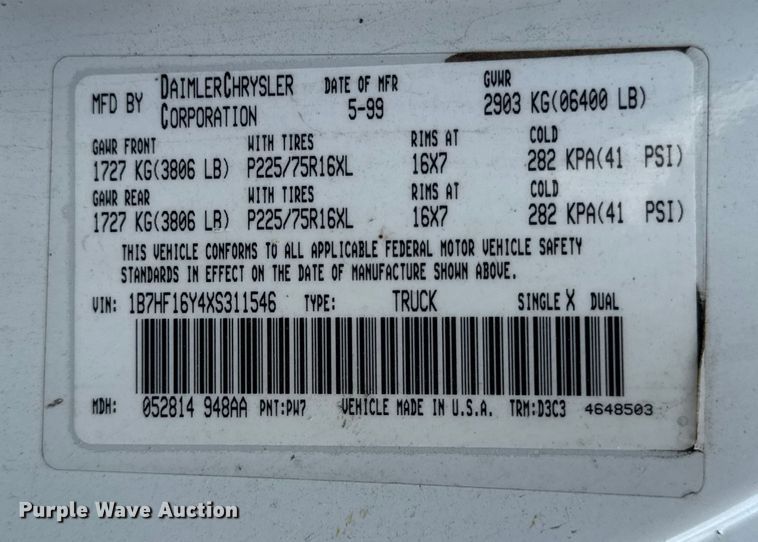 MFD BY DAIMLERCHRYSLER CORPORATION DATE OF MFR 5-99 GVWR 2903 KG(06400 LB)
GAWR FRONT WITH TIRES RIMS AT COLD
1727 KG(3806 LB) P225/75R16XL 16X7 282 KPA(41 PSI)
GAWR REAR WITH TIRES RIMS AT COLD
1727 KG(3806 LB) P225/75R16XL 16X7 282 KPA(41 PSI)
THIS VEHICLE CONFORMS TO ALL APPLICABLE FEDERAL MOTOR VEHICLE SAFETY
STANDARDS IN EFFECT ON THE DATE OF MANUFACTURE SHOWN ABOVE.
VIN: 1B7HF16Y4XS311546 TYPE: TRUCK SINGLE X DUAL
MDH: 052814 948AA PNT:PW7 VEHICLE MADE IN U.S.A. TRM:D3C3 4648503
Purple Wave Auction